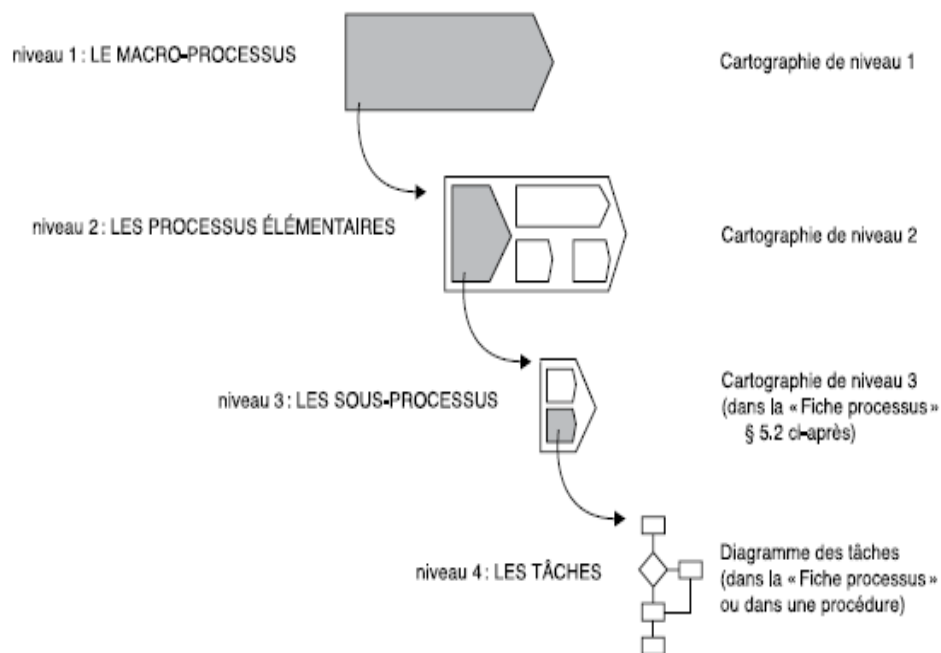 niveau 1 : LE MACRO-PROCESSUS
Cartographie de niveau 1
niveau 2 : LES PROCESSUS ÉLÉMENTAIRES
Cartographie de niveau 2
niveau 3 : LES SOUS-PROCESSUS
Cartographie de niveau 3
(dans la « Fiche processus »
§ 5.2 ci-après)
niveau 4 : LES TÂCHES
Diagramme des tâches
(dans la « Fiche processus »
ou dans une procédure)